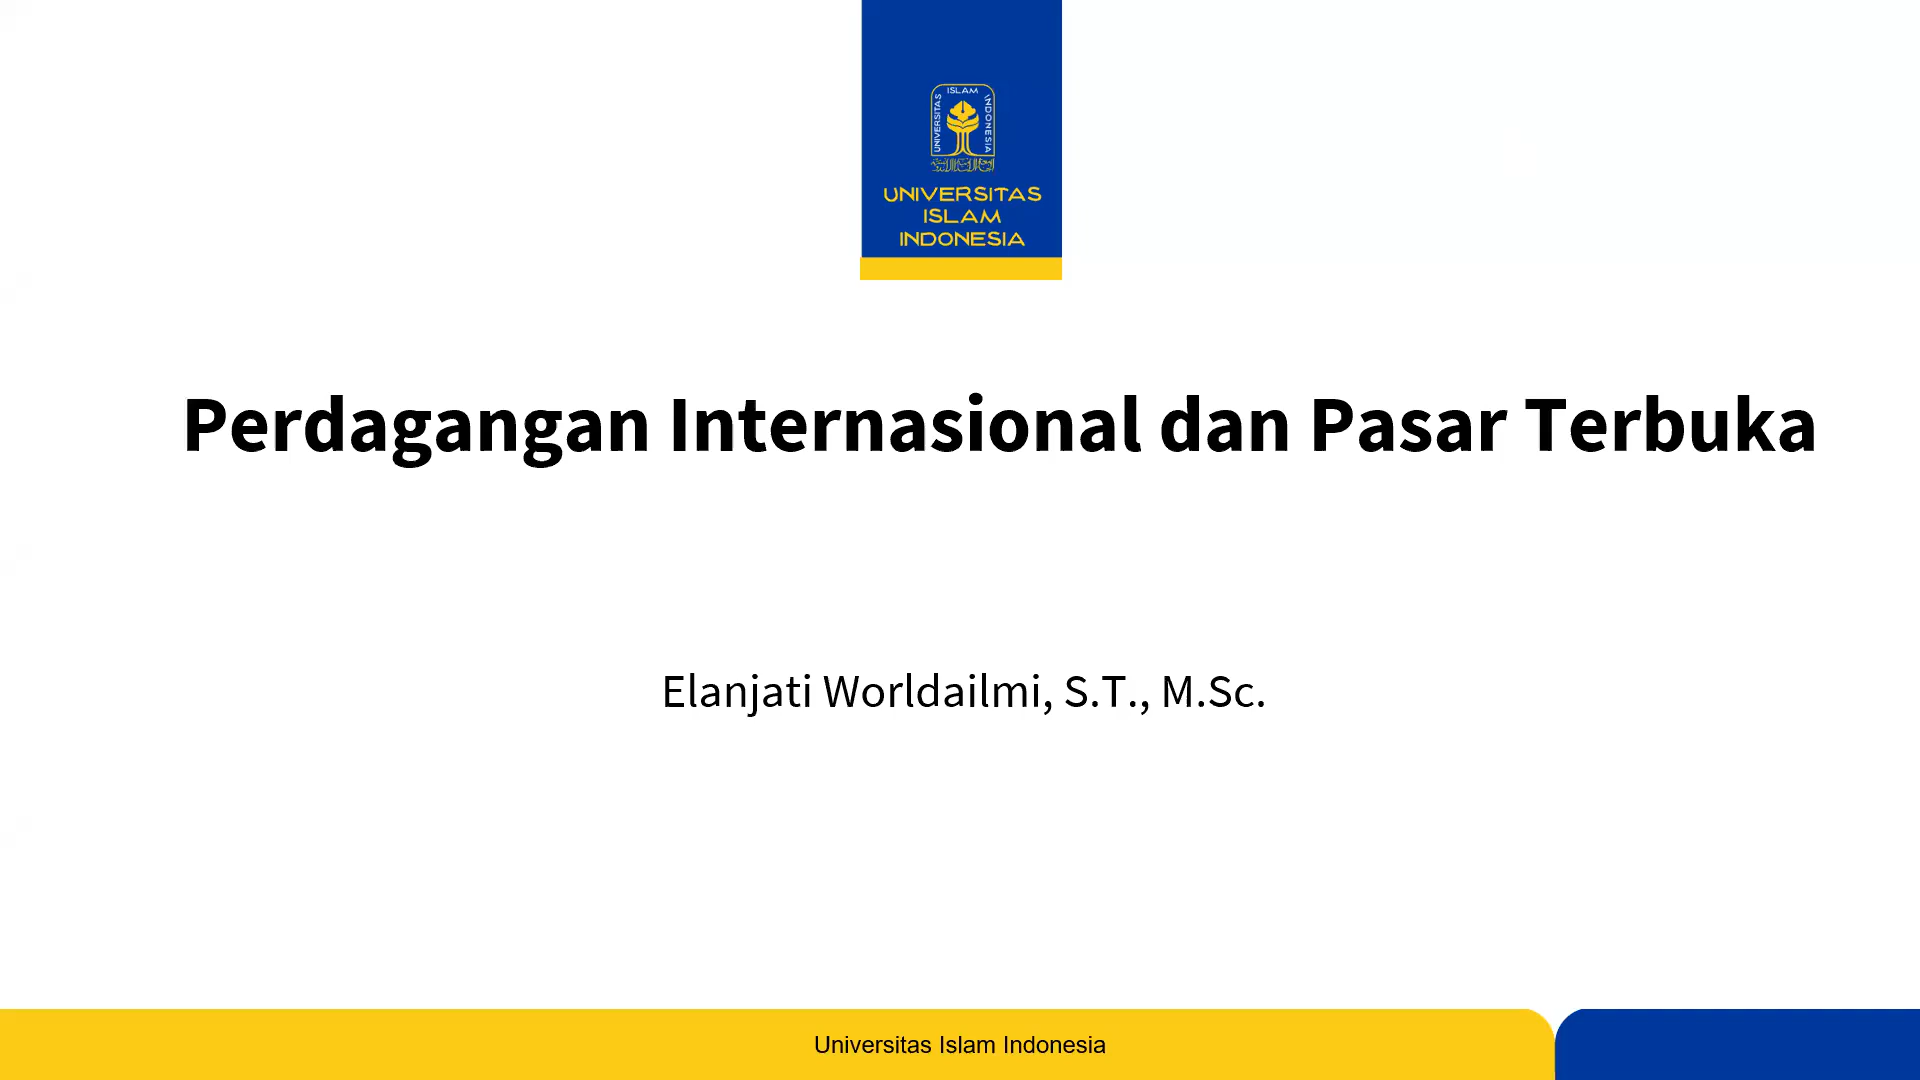 UNIVERSITAS ISLAM INDONESIA
UNIVERSITAS
ISLAM
INDONESIA
Perdagangan Internasional dan Pasar Terbuka
Elanjati Worldailmi, S.T., M.Sc.
Universitas Islam Indonesia